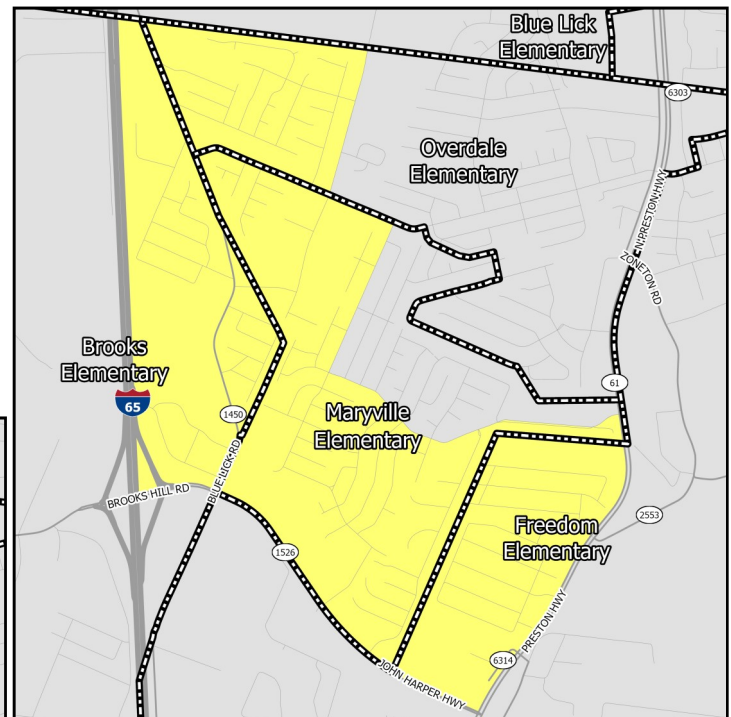 Blue Lick
Elementary
6303
Overdale
Elementary
N PRESTON HWY
ZONETON RD
Brooks
Elementary
65
61
1450
Maryville
Elementary
BLUE LICK RD
BROOKS HILL RD
Freedom
Elementary
2553
1526
PRESTON HWY
6314
JOHN HARPER HWY